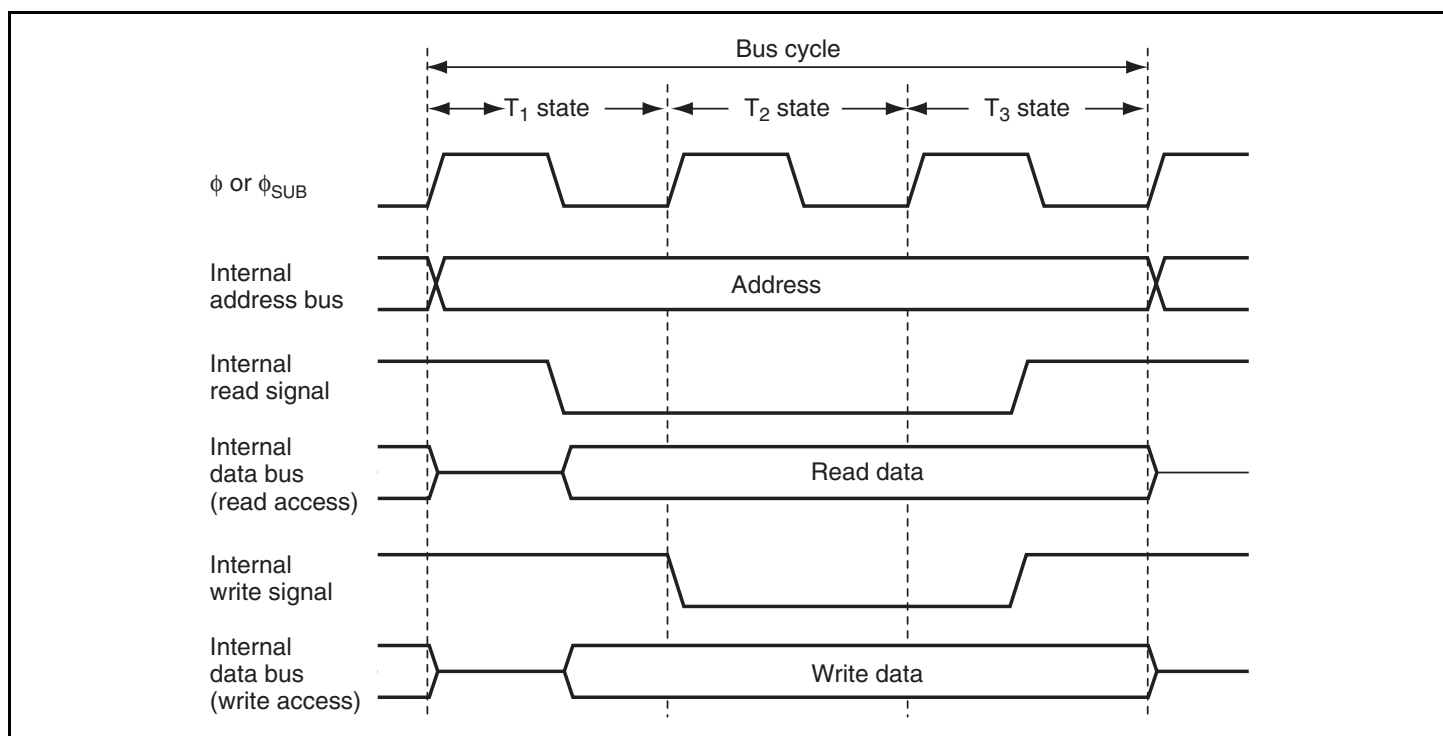 Bus cycle
T₁ state
T₂ state
T₃ state
ϕ or ϕSUB
Internal
address bus
Address
Internal
read signal
Internal
data bus
(read access)
Read data
Internal
write signal
Internal
data bus
(write access)
Write data